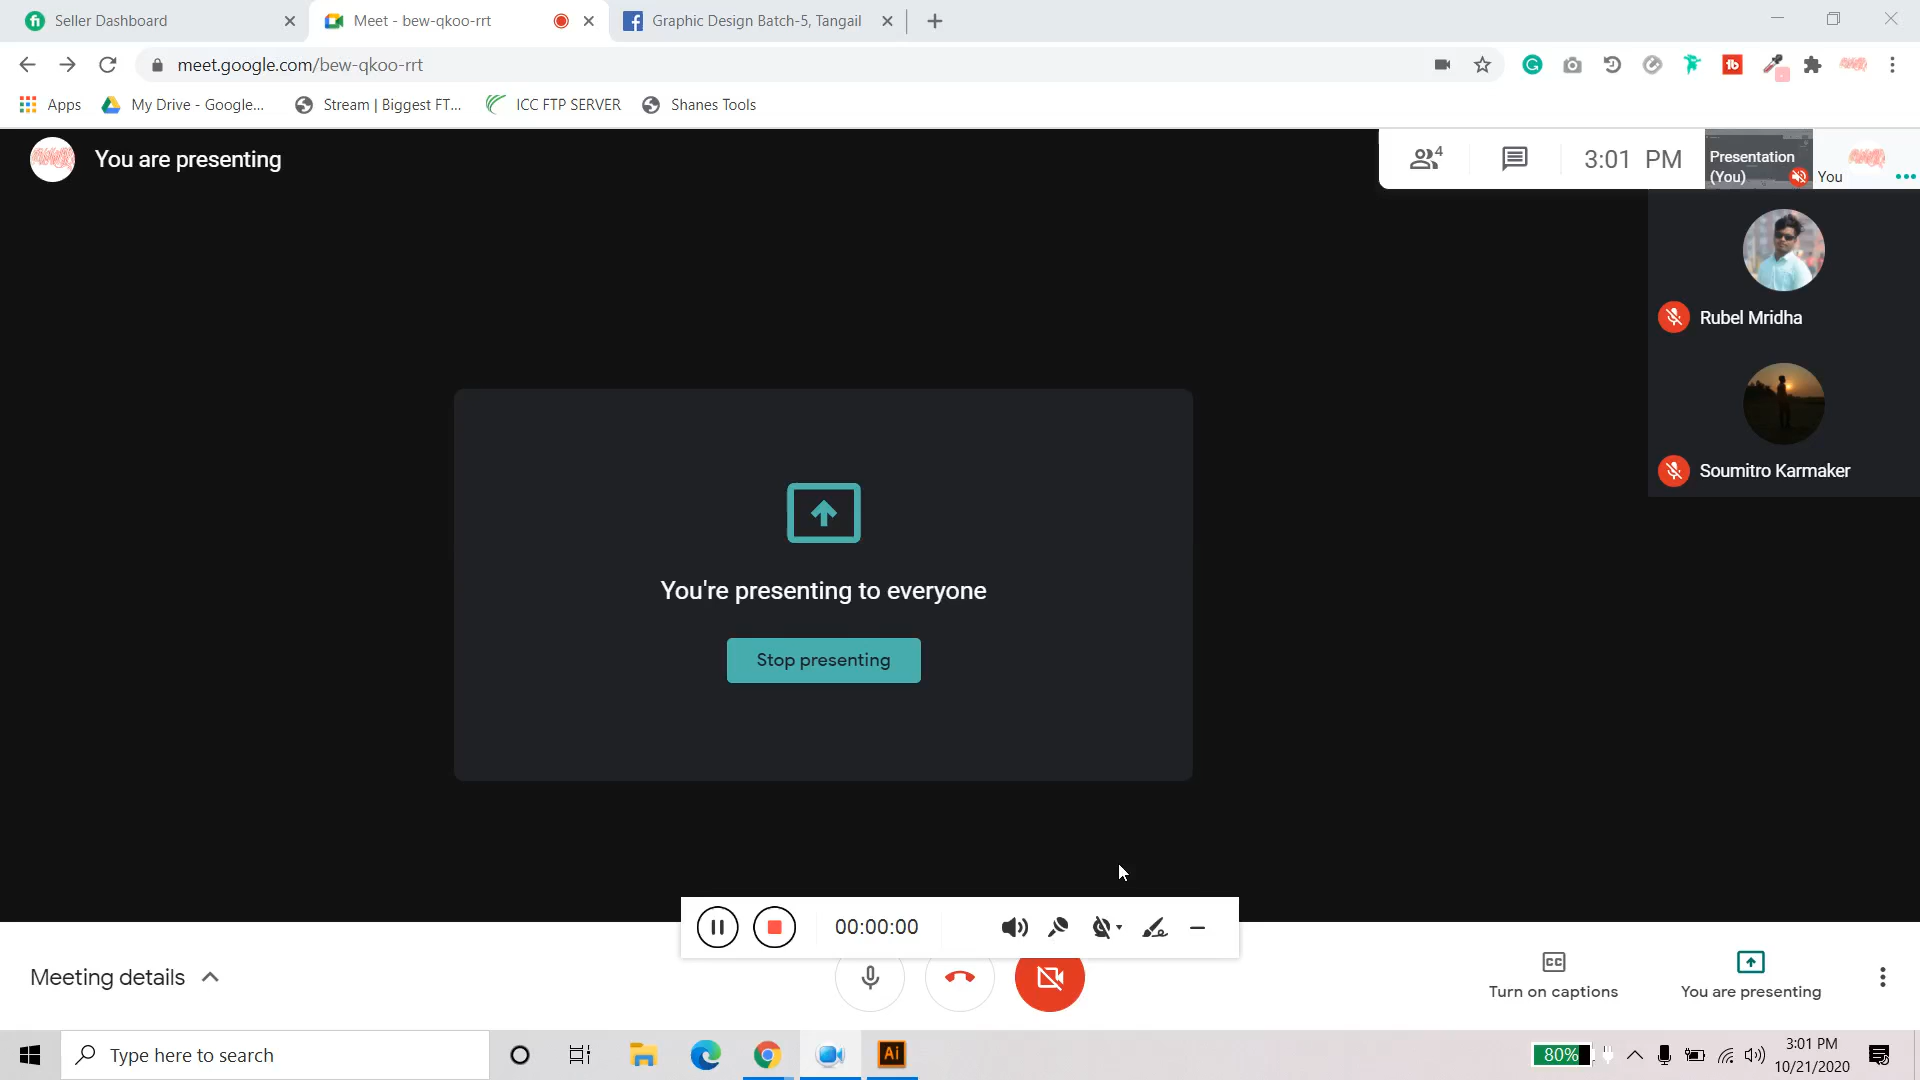 Seller Dashboard
Meet - bew-qkoo-rrt
Graphic Design Batch-5, Tangail
meet.google.com/bew-qkoo-rrt
Apps
My Drive - Google...
Stream | Biggest FT...
ICC FTP SERVER
Shanes Tools
You are presenting
4
3:01 PM
Presentation
(You)
You
Rubel Mridha
Soumitro Karmaker
You're presenting to everyone
Stop presenting
00:00:00
Meeting details
CC
Turn on captions
You are presenting
Type here to search
Ai
80%
3:01 PM
10/21/2020